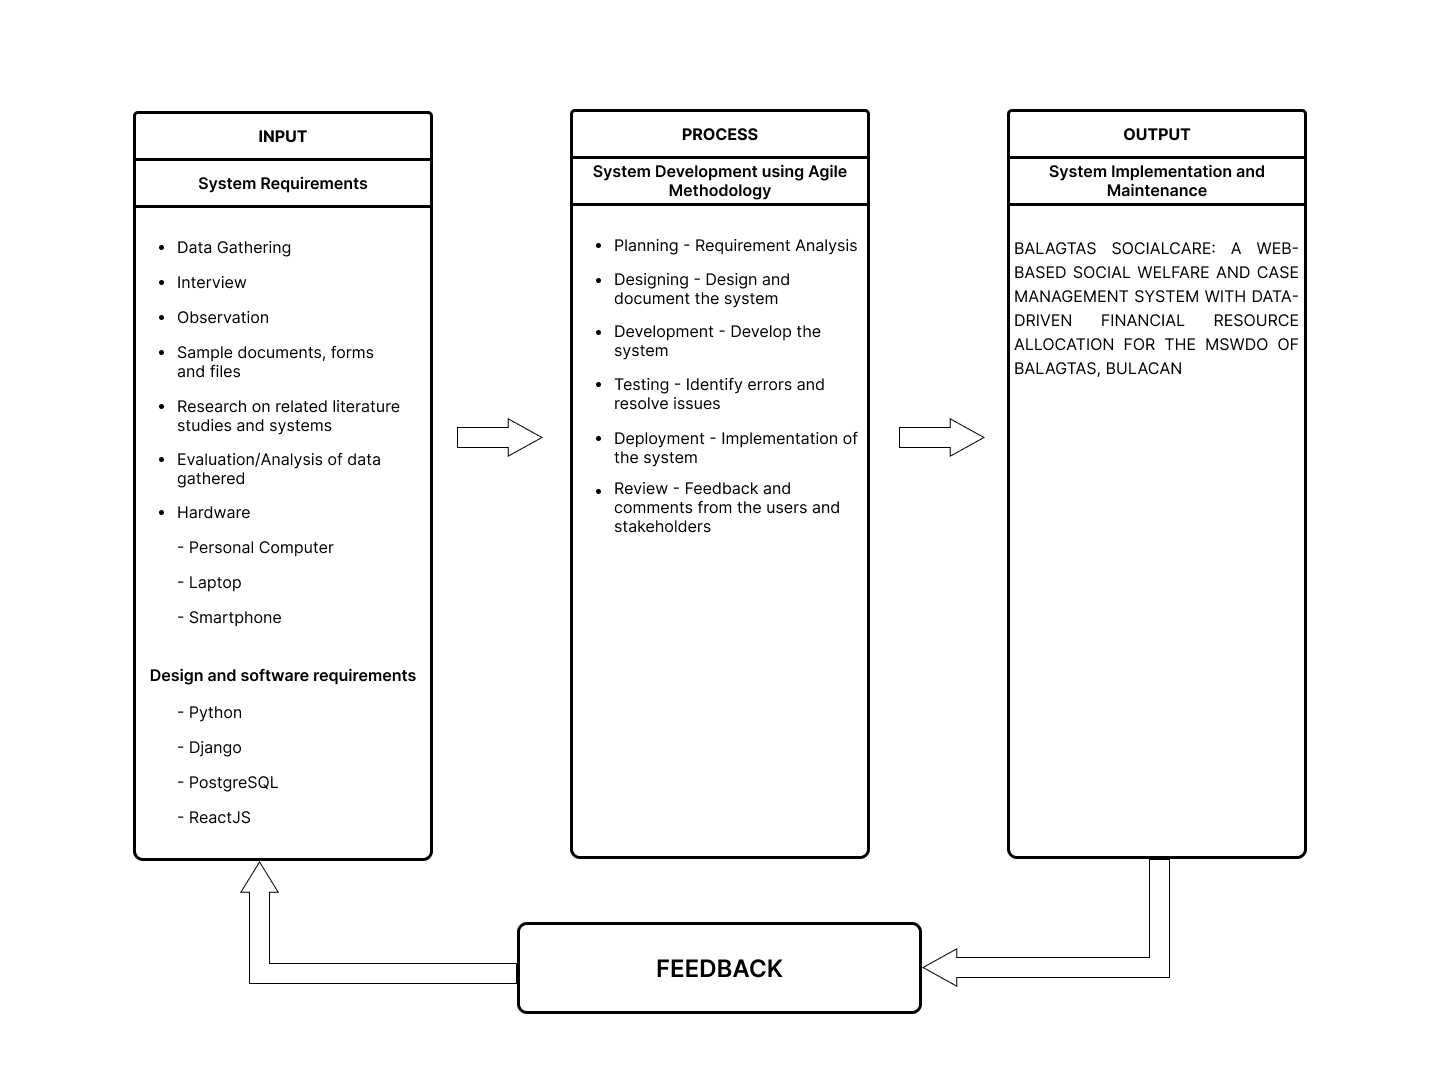 INPUT
System Requirements
• Data Gathering
• Interview
• Observation
• Sample documents, forms
and files
• Research on related literature
studies and systems
• Evaluation/Analysis of data
gathered
• Hardware
- Personal Computer
- Laptop
- Smartphone
Design and software requirements
- Python
- Django
- PostgreSQL
- ReactJS
PROCESS
System Development using Agile
Methodology
• Planning - Requirement Analysis
• Designing - Design and
document the system
• Development - Develop the
system
• Testing - Identify errors and
resolve issues
• Deployment - Implementation of
the system
• Review - Feedback and
comments from the users and
stakeholders
OUTPUT
System Implementation and
Maintenance
BALAGTAS SOCIALCARE: A WEB-
BASED SOCIAL WELFARE AND CASE
MANAGEMENT SYSTEM WITH DATA-
DRIVEN FINANCIAL RESOURCE
ALLOCATION FOR THE MSWDO OF
BALAGTAS, BULACAN
FEEDBACK